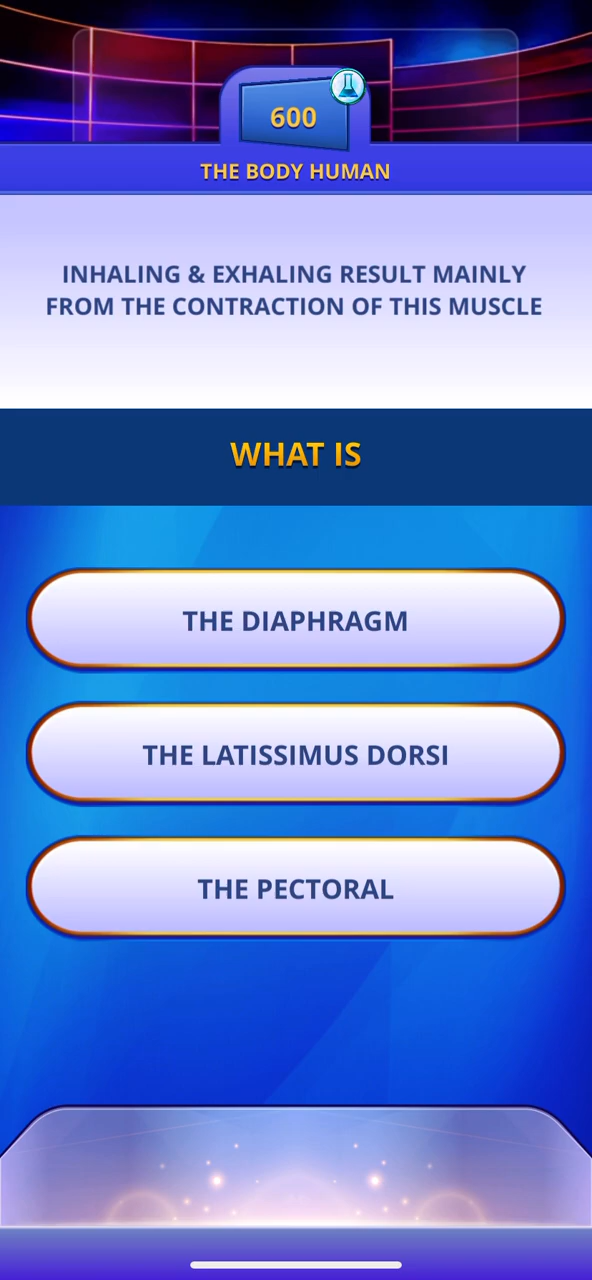 600
THE BODY HUMAN
INHALING & EXHALING RESULT MAINLY
FROM THE CONTRACTION OF THIS MUSCLE
WHAT IS
THE DIAPHRAGM
THE LATISSIMUS DORSI
THE PECTORAL